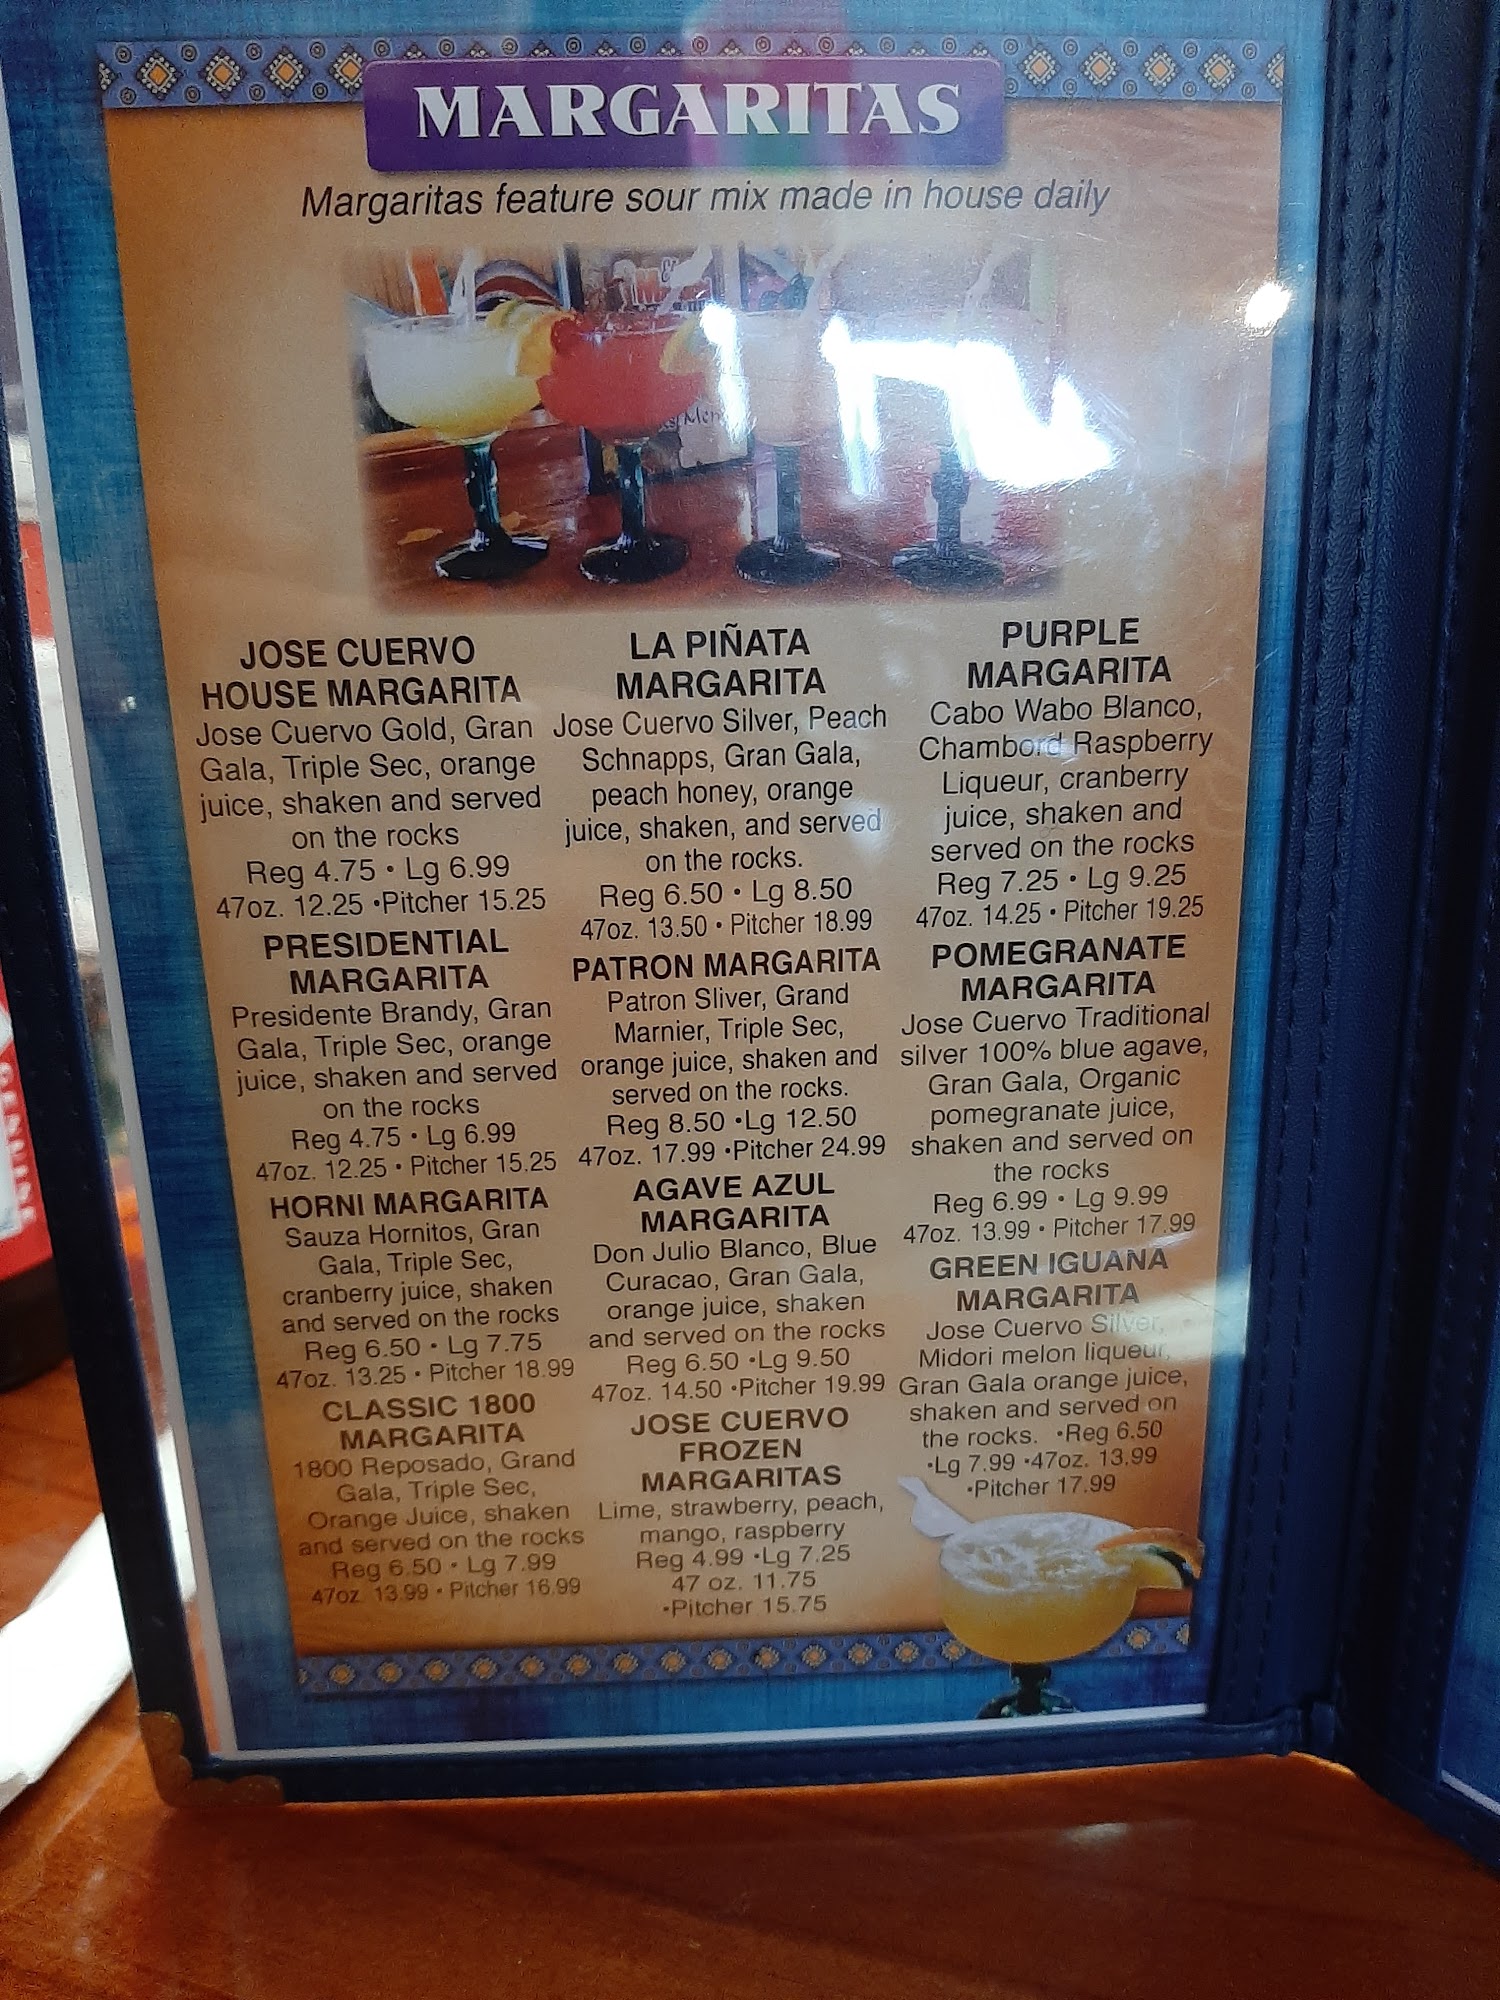 MARGARITAS
Margaritas feature sour mix made in house daily
JOSE CUERVO
HOUSE MARGARITA
Jose Cuervo Gold, Gran
Gala, Triple Sec, orange
juice, shaken and served
on the rocks
Reg 4.75 • Lg 6.99
47oz. 12.25 •Pitcher 15.25
PRESIDENTIAL
MARGARITA
Presidente Brandy, Gran
Gala, Triple Sec, orange
juice, shaken and served
on the rocks
Reg 4.75 • Lg 6.99
47oz. 12.25 • Pitcher 15.25
HORNI MARGARITA
Sauza Hornitos, Gran
Gala, Triple Sec,
cranberry juice, shaken
and served on the rocks
Reg 6.50 • Lg 7.75
47oz. 13.25 • Pitcher 18.99
CLASSIC 1800
MARGARITA
1800 Reposado, Grand
Gala, Triple Sec,
Orange Juice, shaken
and served on the rocks
Reg 6.50 • Lg 7.99
47oz 13.99 • Pitcher 16.99
LA PIÑATA
MARGARITA
Jose Cuervo Silver, Peach
Schnapps, Gran Gala,
peach honey, orange
juice, shaken, and served
on the rocks.
Reg 6.50 • Lg 8.50
47oz. 13.50 • Pitcher 18.99
PATRON MARGARITA
Patron Sliver, Grand
Marnier, Triple Sec,
orange juice, shaken and
served on the rocks.
Reg 8.50 •Lg 12.50
47oz. 17.99 •Pitcher 24.99
AGAVE AZUL
MARGARITA
Don Julio Blanco, Blue
Curacao, Gran Gala,
orange juice, shaken
and served on the rocks
Reg 6.50 •Lg 9.50
47oz. 14.50 •Pitcher 19.99
JOSE CUERVO
FROZEN
MARGARITAS
Lime, strawberry, peach,
mango, raspberry
Reg 4.99 •Lg 7.25
47 oz. 11.75
•Pitcher 15.75
PURPLE
MARGARITA
Cabo Wabo Blanco,
Chambord Raspberry
Liqueur, cranberry
juice, shaken and
served on the rocks
Reg 7.25 • Lg 9.25
47oz. 14.25 • Pitcher 19.25
POMEGRANATE
MARGARITA
Jose Cuervo Traditional
silver 100% blue agave,
Gran Gala, Organic
pomegranate juice,
shaken and served on
the rocks
Reg 6.99 • Lg 9.99
47oz. 13.99 • Pitcher 17.99
GREEN IGUANA
MARGARITA
Jose Cuervo Silver,
Midori melon liqueur,
Gran Gala orange juice,
shaken and served on
the rocks. •Reg 6.50
•Lg 7.99 •47oz. 13.99
•Pitcher 17.99